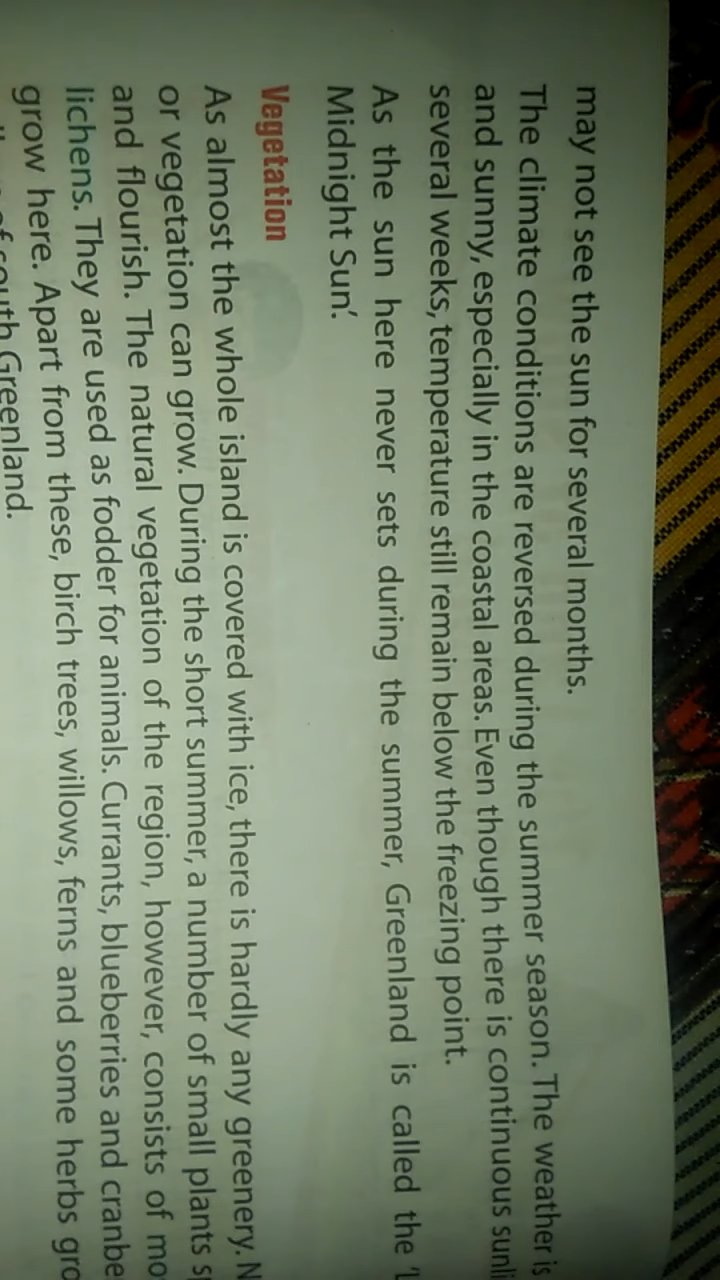 may not see the sun for several months.
The climate conditions are reversed during the summer season. The weather is
and sunny, especially in the coastal areas. Even though there is continuous sunli
several weeks, temperature still remain below the freezing point.
As the sun here never sets during the summer, Greenland is called the 'L
Midnight Sun'.
Vegetation
As almost the whole island is covered with ice, there is hardly any greenery. N
or vegetation can grow. During the short summer, a number of small plants sp
and flourish. The natural vegetation of the region, however, consists of mo
lichens. They are used as fodder for animals. Currants, blueberries and cranbe
grow here. Apart from these, birch trees, willows, ferns and some herbs gro
of south Greenland.